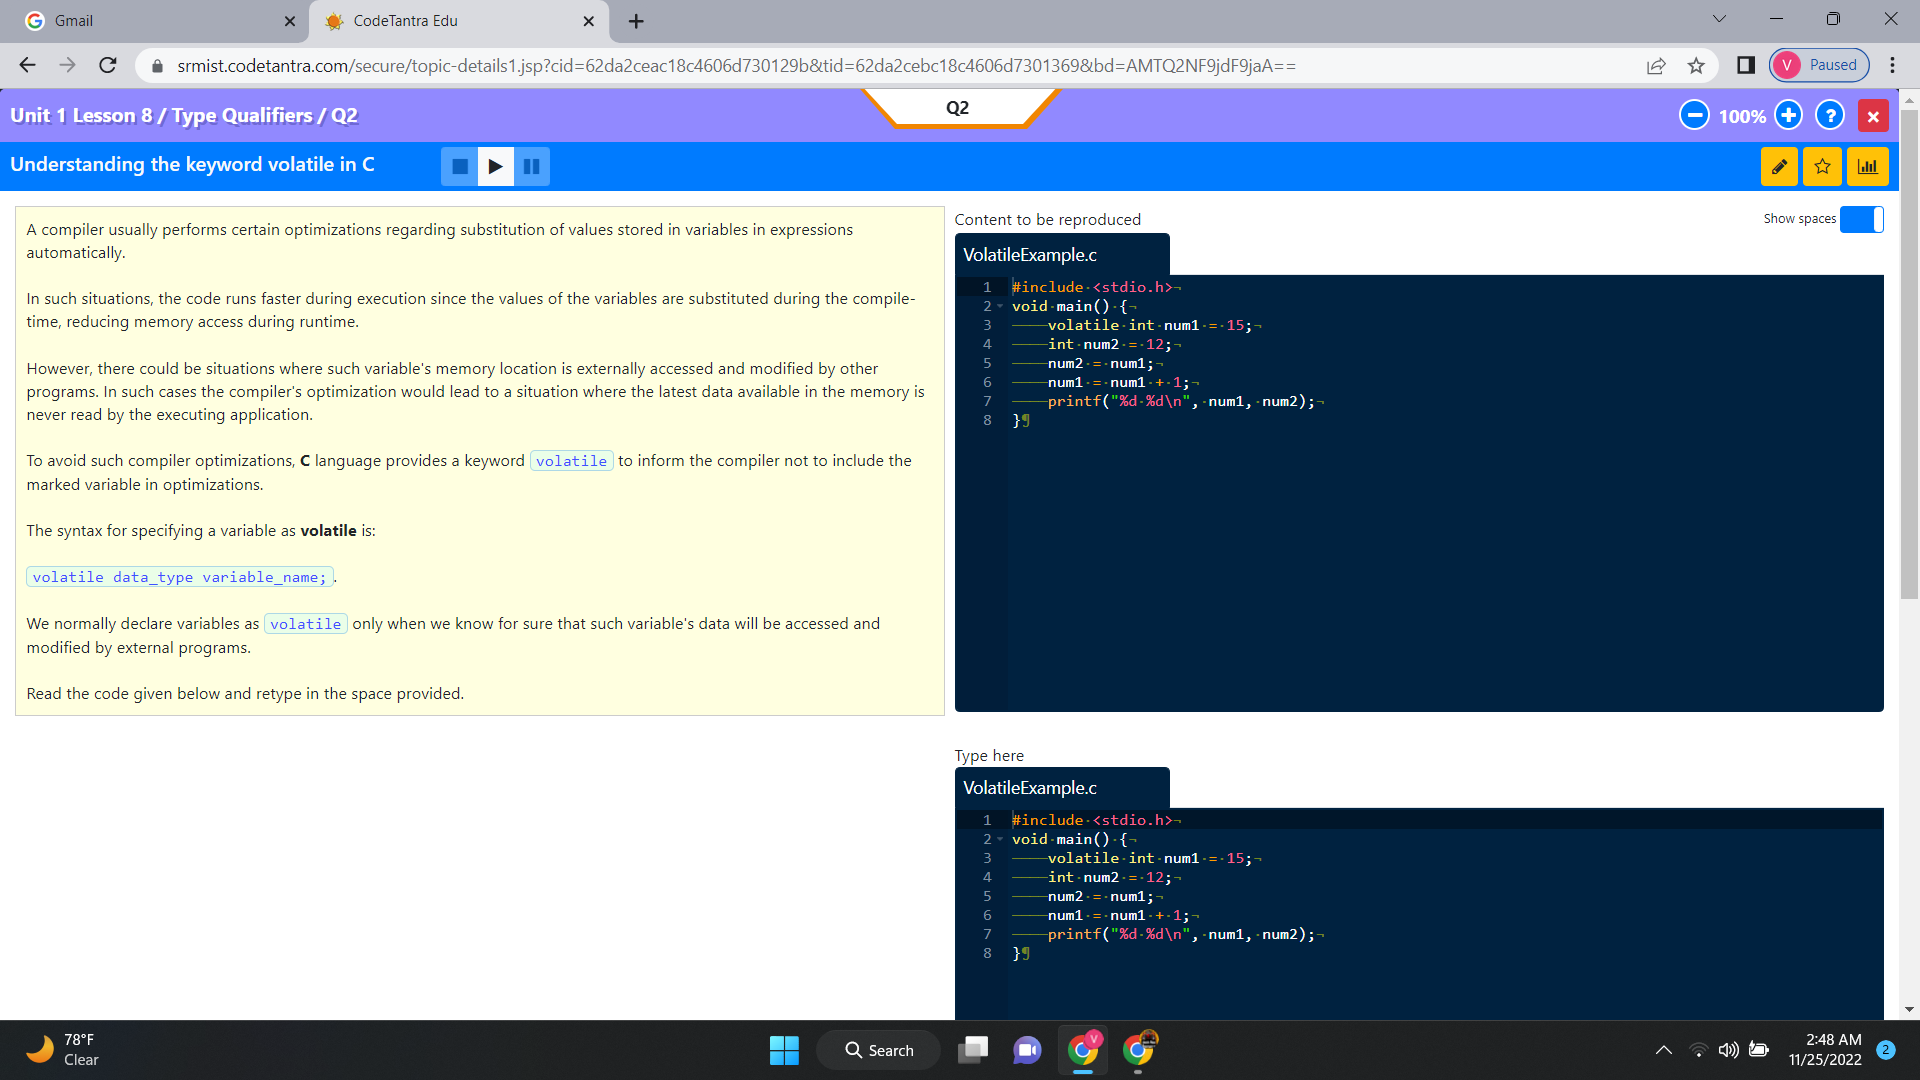 Gmail
CodeTantra Edu
srmist.codetantra.com/secure/topic-details1.jsp?cid=62da2ceac18c4606d730129b&tid=62da2cebc18c4606d7301369&bd=AMTQ2NF9jdF9jaA==
V Paused
Unit 1 Lesson 8 / Type Qualifiers / Q2
Q2
100%
?
Understanding the keyword volatile in C
A compiler usually performs certain optimizations regarding substitution of values stored in variables in expressions
automatically.
In such situations, the code runs faster during execution since the values of the variables are substituted during the compile-
time, reducing memory access during runtime.
However, there could be situations where such variable's memory location is externally accessed and modified by other
programs. In such cases the compiler's optimization would lead to a situation where the latest data available in the memory is
never read by the executing application.
To avoid such compiler optimizations, C language provides a keyword volatile to inform the compiler not to include the
marked variable in optimizations.
The syntax for specifying a variable as volatile is:
volatile data_type variable_name;.
We normally declare variables as volatile only when we know for sure that such variable's data will be accessed and
modified by external programs.
Read the code given below and retype in the space provided.
Content to be reproduced
Show spaces
VolatileExample.c
1 #include·<stdio.h>¬
2 void·main()·{¬
3 ————volatile·int·num1·=·15;¬
4 ————int·num2·=·12;¬
5 ————num2·=·num1;¬
6 ————num1·=·num1·+·1;¬
7 ————printf("%d·%d\n",·num1,·num2);¬
8 }¶
Type here
VolatileExample.c
1 #include·<stdio.h>¬
2 void·main()·{¬
3 ————volatile·int·num1·=·15;¬
4 ————int·num2·=·12;¬
5 ————num2·=·num1;¬
6 ————num1·=·num1·+·1;¬
7 ————printf("%d·%d\n",·num1,·num2);¬
8 }¶
78°F
Clear
Search
V
2:48 AM
11/25/2022
2